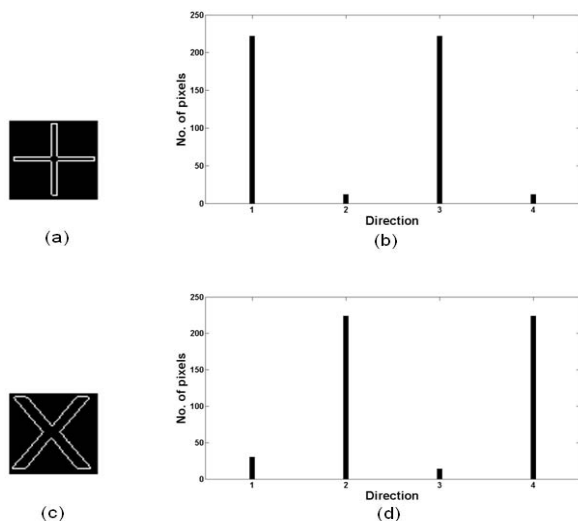 250
200
150
100
50
0
No. of pixels
1 2 3 4
Direction
(a)
(b)
250
200
150
100
50
0
No. of pixels
1 2 3 4
Direction
(c)
(d)